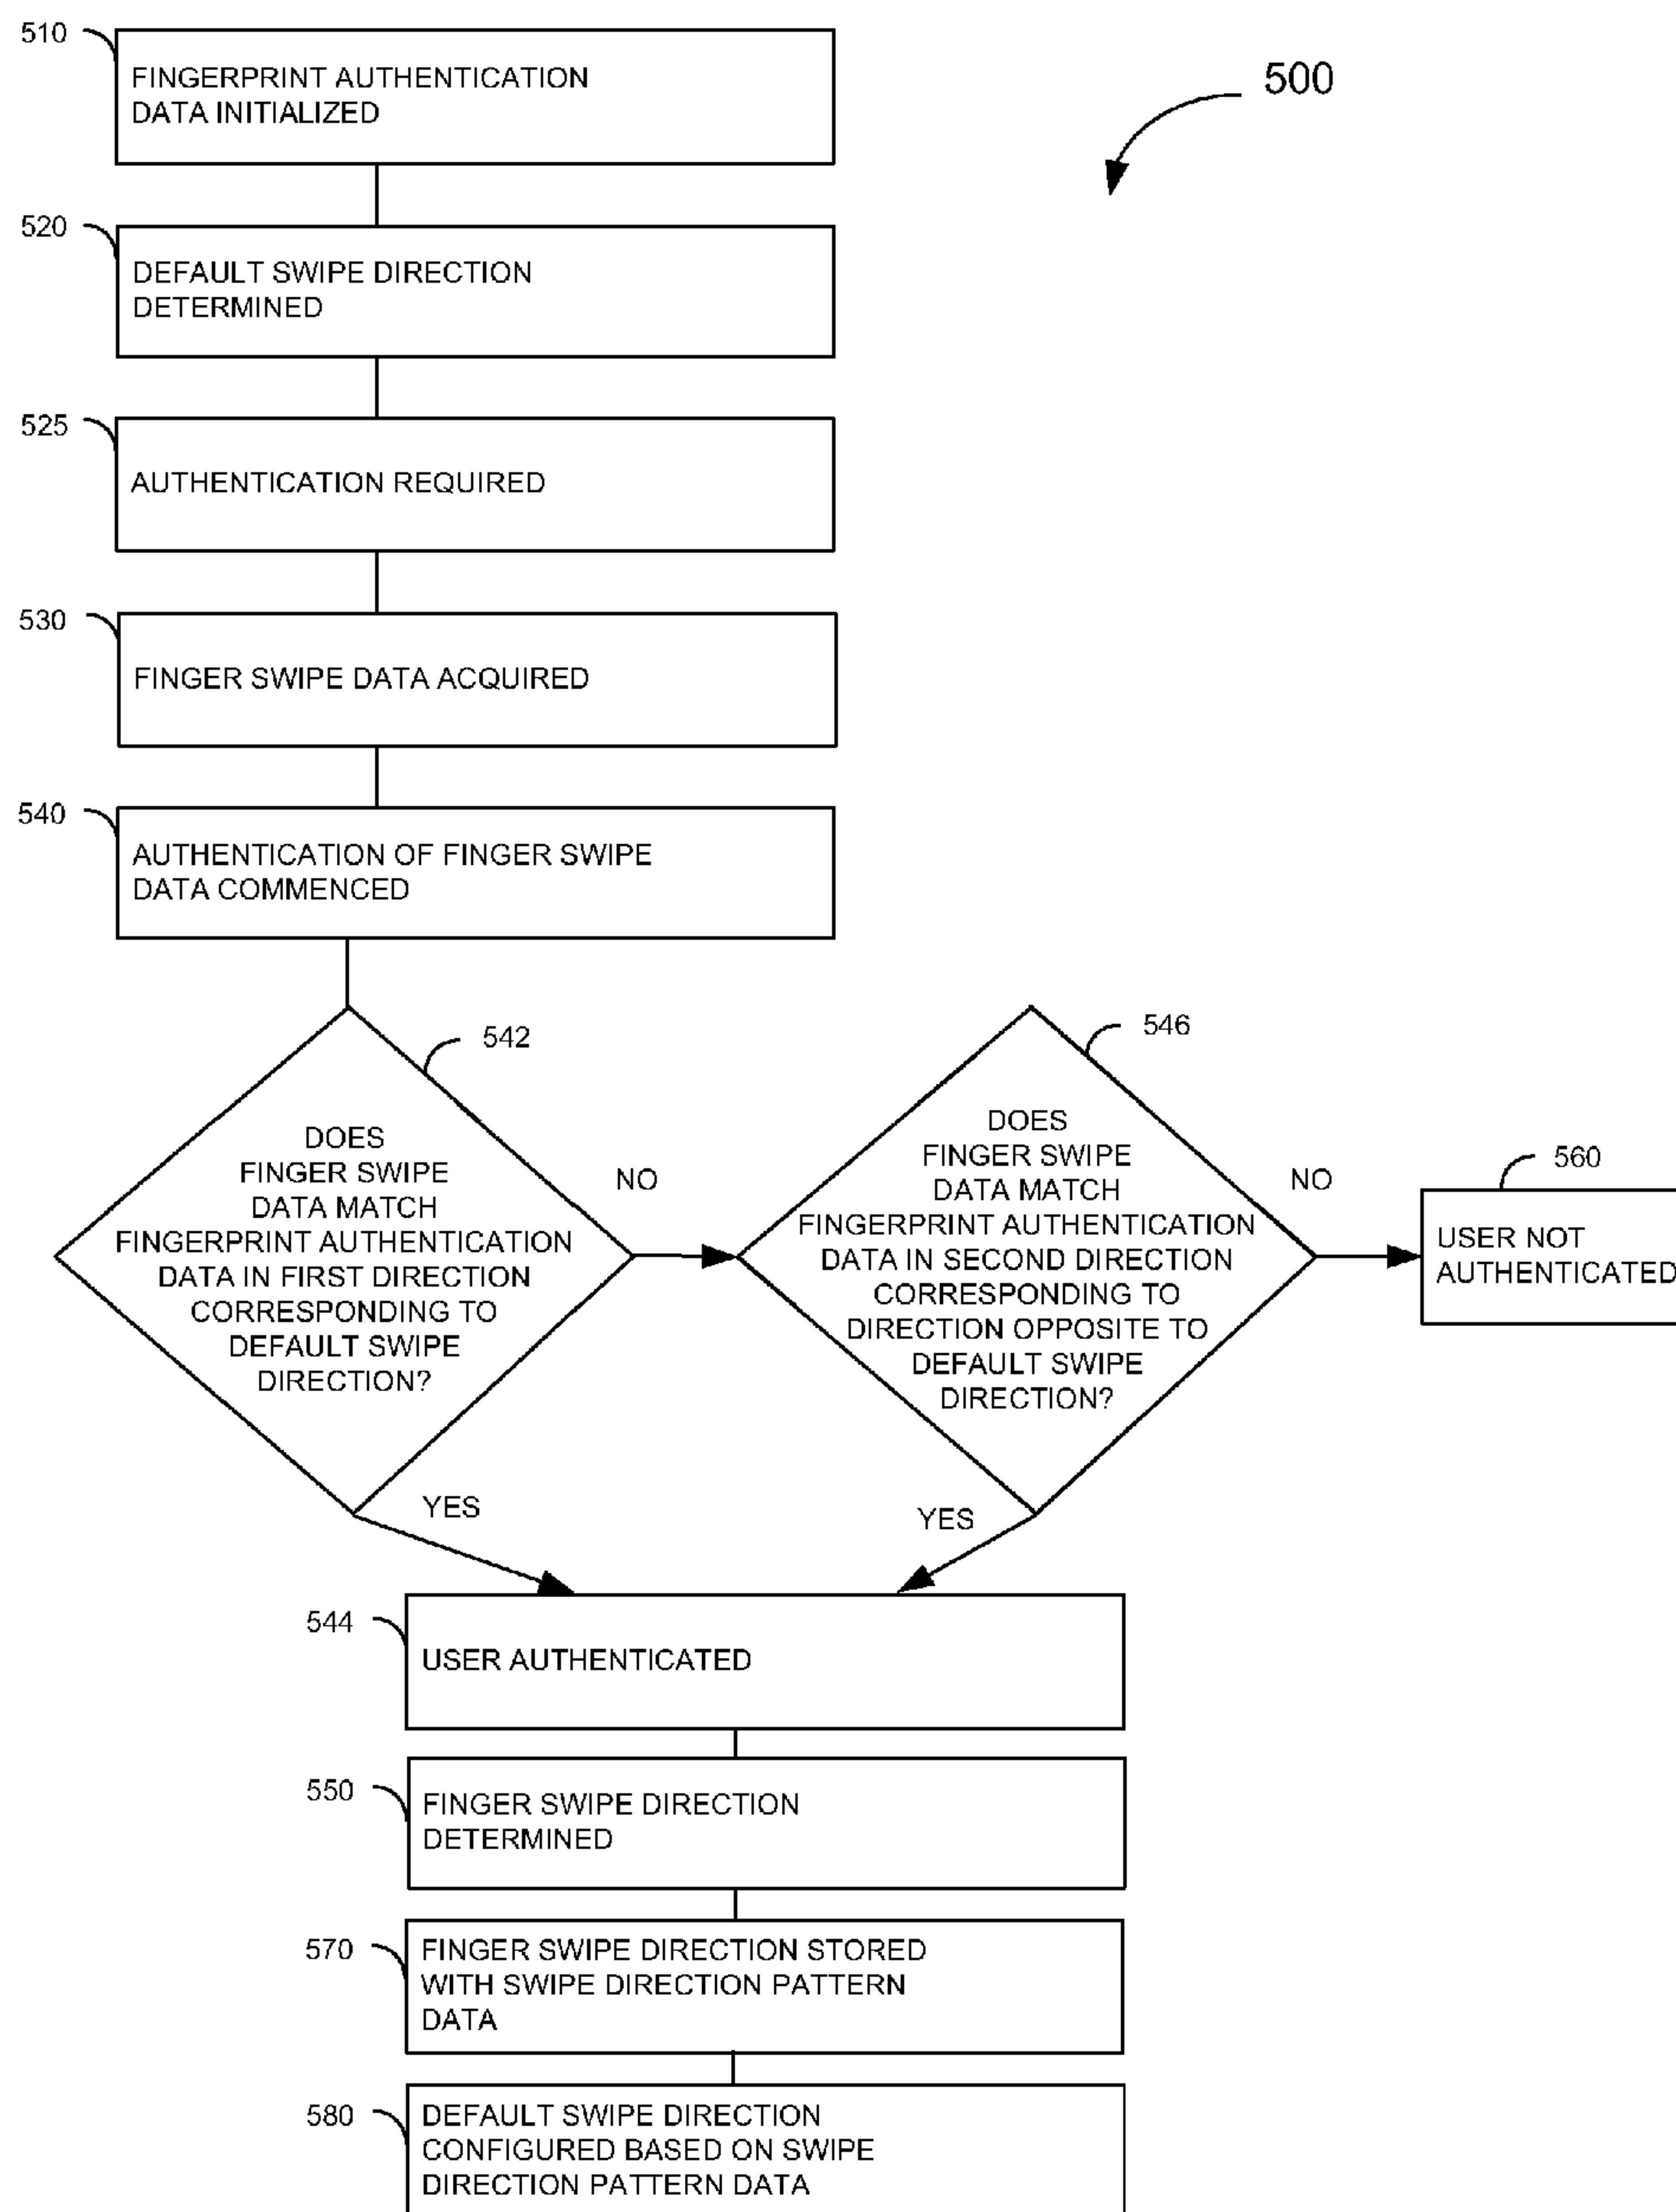 510
FINGERPRINT AUTHENTICATION
DATA INITIALIZED
500
520
DEFAULT SWIPE DIRECTION
DETERMINED
525
AUTHENTICATION REQUIRED
530
FINGER SWIPE DATA ACQUIRED
540
AUTHENTICATION OF FINGER SWIPE
DATA COMMENCED
542
DOES
FINGER SWIPE
DATA MATCH
FINGERPRINT AUTHENTICATION
DATA IN FIRST DIRECTION
CORRESPONDING TO
DEFAULT SWIPE
DIRECTION?
NO
YES
546
DOES
FINGER SWIPE
DATA MATCH
FINGERPRINT AUTHENTICATION
DATA IN SECOND DIRECTION
CORRESPONDING TO
DIRECTION OPPOSITE TO
DEFAULT SWIPE
DIRECTION?
NO
YES
560
USER NOT
AUTHENTICATED
544
USER AUTHENTICATED
550
FINGER SWIPE DIRECTION
DETERMINED
570
FINGER SWIPE DIRECTION STORED
WITH SWIPE DIRECTION PATTERN
DATA
580
DEFAULT SWIPE DIRECTION
CONFIGURED BASED ON SWIPE
DIRECTION PATTERN DATA